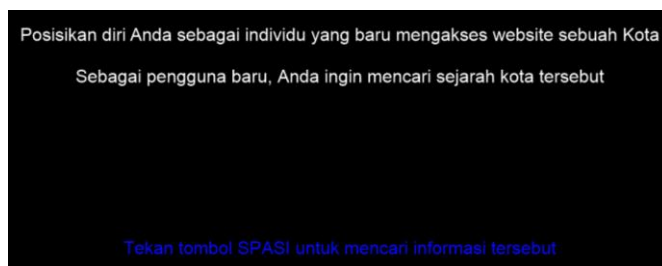 Posisikan diri Anda sebagai individu yang baru mengakses website sebuah Kota
Sebagai pengguna baru, Anda ingin mencari sejarah kota tersebut
Tekan tombol SPASI untuk mencari informasi tersebut